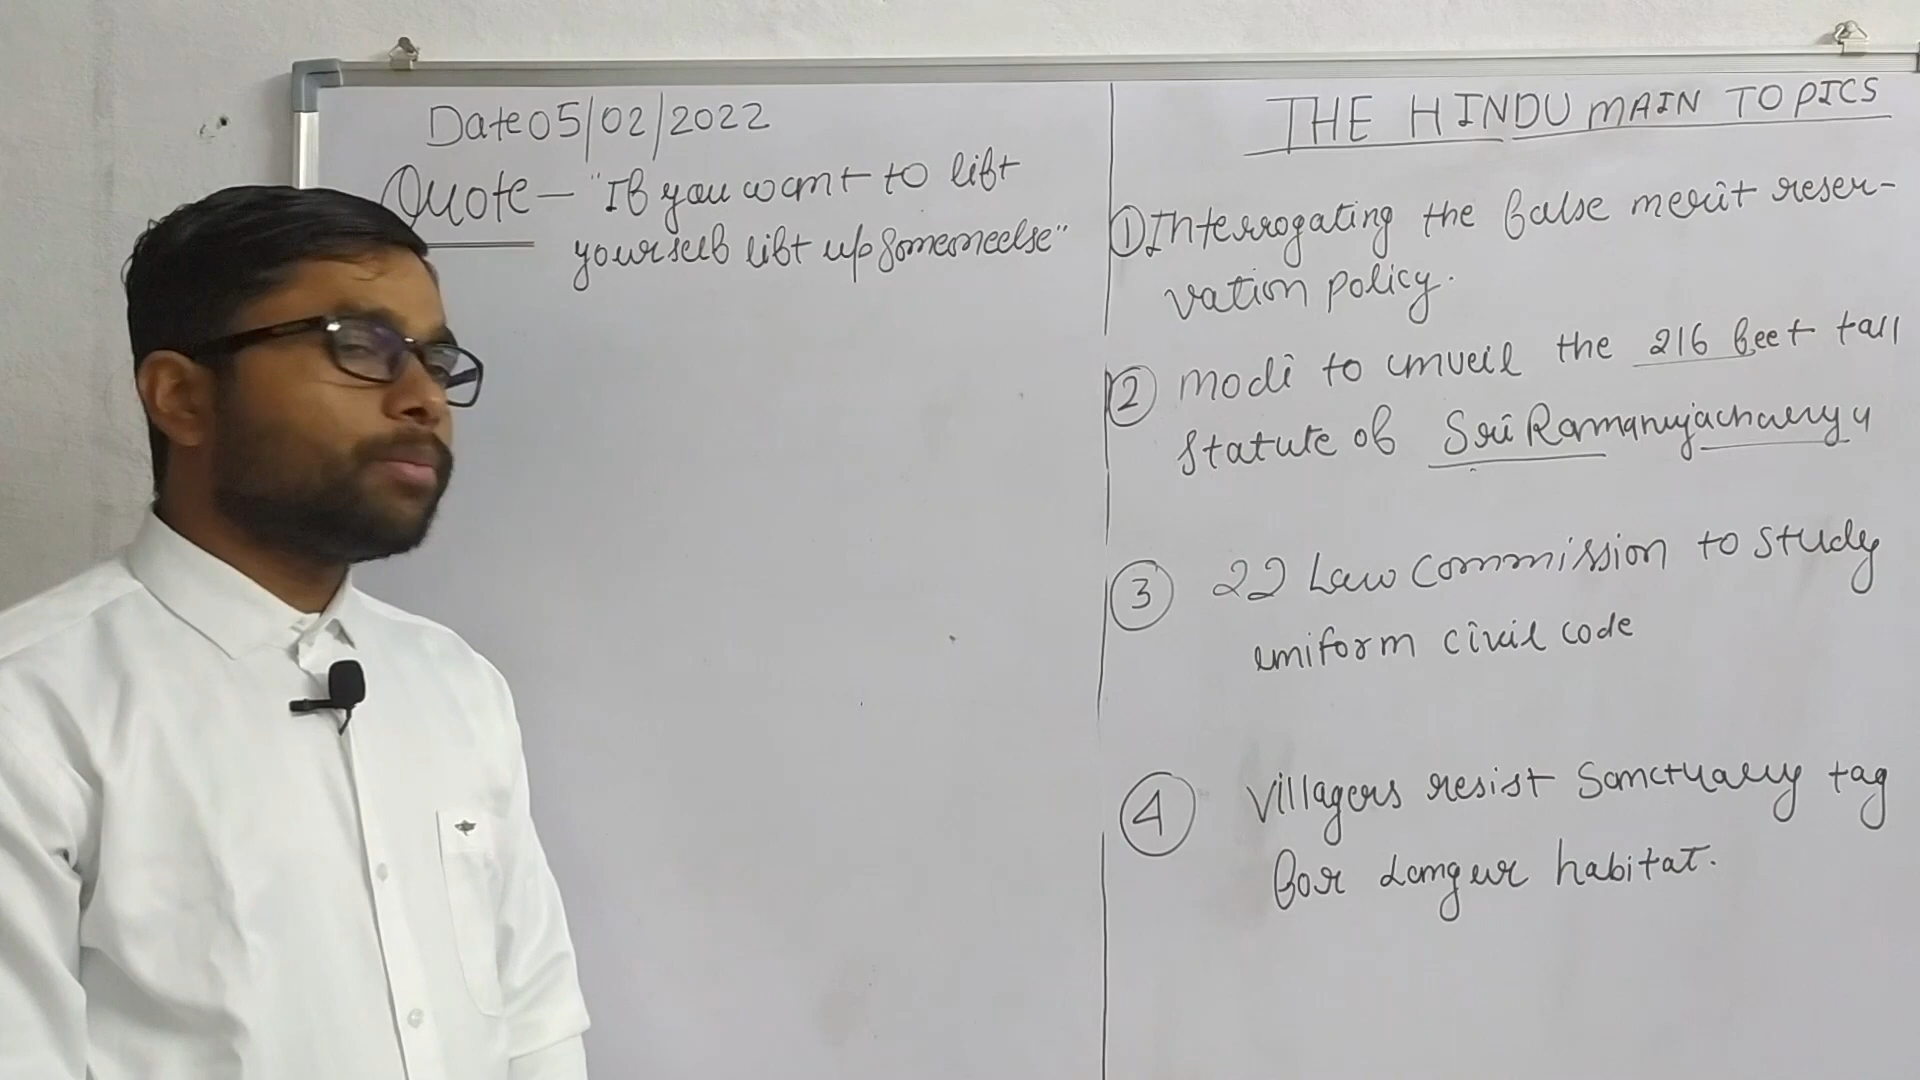 Date 05/02/2022
Quote - "If you want to lift
yourself lift up someone else"
THE HINDU MAIN TOPICS
① Interrogating the false merit reser-
vation policy.
② Modi to unveil the 216 feet tall
Statute of Sri Ramanujacharya
③ 22 Law Commission to study
uniform civil code
④ Villagers resist Sanctuary tag
for Langur habitat.